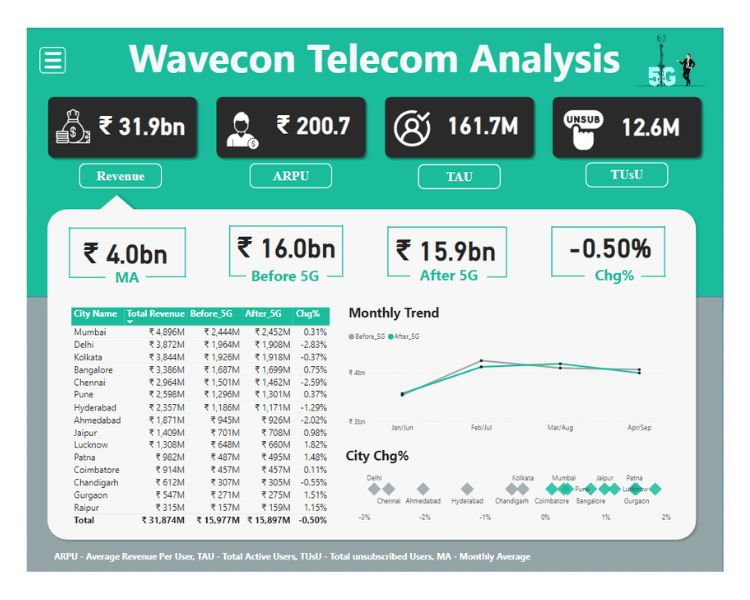 Wavecon Telecom Analysis
5G
₹ 31.9bn
₹ 200.7
161.7M
UNSUB
12.6M
Revenue
ARPU
TAU
TUsU
₹ 4.0bn
MA
₹ 16.0bn
Before 5G
₹ 15.9bn
After 5G
-0.50%
Chg%
City Name Total Revenue Before_5G After_5G Chg%
Mumbai ₹ 4,896M ₹ 2,444M ₹ 2,452M 0.31%
Delhi ₹ 3,872M ₹ 1,964M ₹ 1,908M -2.83%
Kolkata ₹ 3,844M ₹ 1,926M ₹ 1,918M -0.37%
Bangalore ₹ 3,386M ₹ 1,687M ₹ 1,699M 0.75%
Chennai ₹ 2,964M ₹ 1,501M ₹ 1,462M -2.59%
Pune ₹ 2,598M ₹ 1,296M ₹ 1,301M 0.37%
Hyderabad ₹ 2,357M ₹ 1,186M ₹ 1,171M -1.29%
Ahmedabad ₹ 1,871M ₹ 945M ₹ 926M -2.02%
Jaipur ₹ 1,409M ₹ 701M ₹ 708M 0.98%
Lucknow ₹ 1,308M ₹ 648M ₹ 660M 1.82%
Patna ₹ 982M ₹ 487M ₹ 495M 1.48%
Coimbatore ₹ 914M ₹ 457M ₹ 457M 0.11%
Chandigarh ₹ 612M ₹ 307M ₹ 305M -0.55%
Gurgaon ₹ 547M ₹ 271M ₹ 275M 1.51%
Raipur ₹ 315M ₹ 157M ₹ 159M 1.15%
Total ₹ 31,874M ₹ 15,977M ₹ 15,897M -0.50%
Monthly Trend
Before_5G After_5G
₹ 4bn
₹ 3bn
Jan/Jun Feb/Jul Mar/Aug Apr/Sep
City Chg%
Delhi Kolkata Mumbai Jaipur Patna
Pune Lucknow
Chennai Ahmedabad Hyderabad Chandigarh Coimbatore Bangalore Gurgaon
-3% -2% -1% 0% 1% 2%
ARPU - Average Revenue Per User, TAU - Total Active Users, TUsU - Total unsubscribed Users, MA - Monthly Average